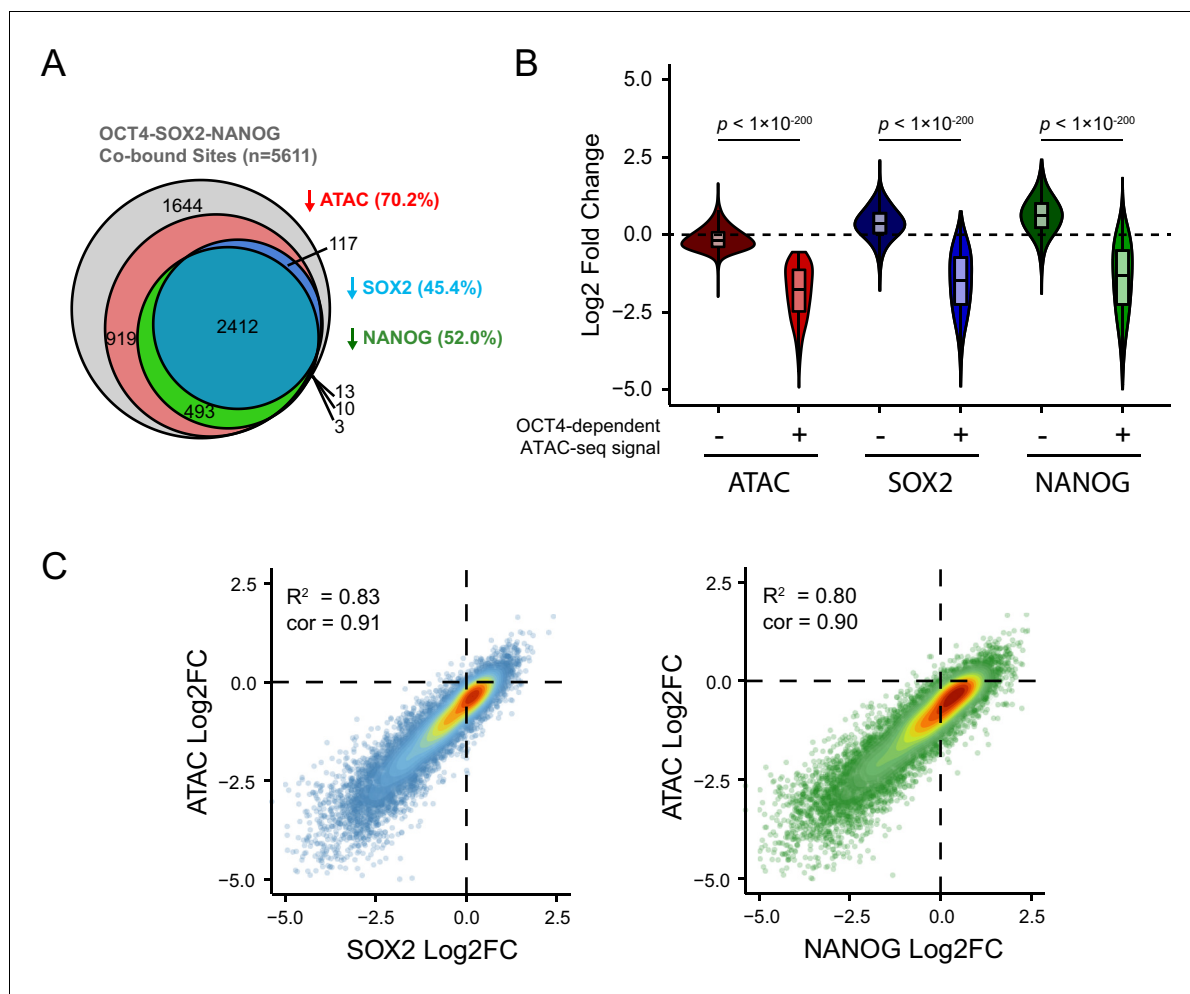 A
OCT4-SOX2-NANOG
Co-bound Sites (n=5611)
1644
↓ ATAC (70.2%)
117
↓ SOX2 (45.4%)
2412
919
↓ NANOG (52.0%)
493
13
10
3
B
Log2 Fold Change
5.0
2.5
0.0
−2.5
−5.0
p < 1×10-200
p < 1×10-200
p < 1×10-200
OCT4-dependent
ATAC-seq signal
- + - + - +
ATAC SOX2 NANOG
C
ATAC Log2FC
2.5
0.0
−2.5
−5.0
R2 = 0.83
cor = 0.91
−5.0 −2.5 0.0 2.5
SOX2 Log2FC
ATAC Log2FC
2.5
0.0
−2.5
−5.0
R2 = 0.80
cor = 0.90
−5.0 −2.5 0.0 2.5
NANOG Log2FC